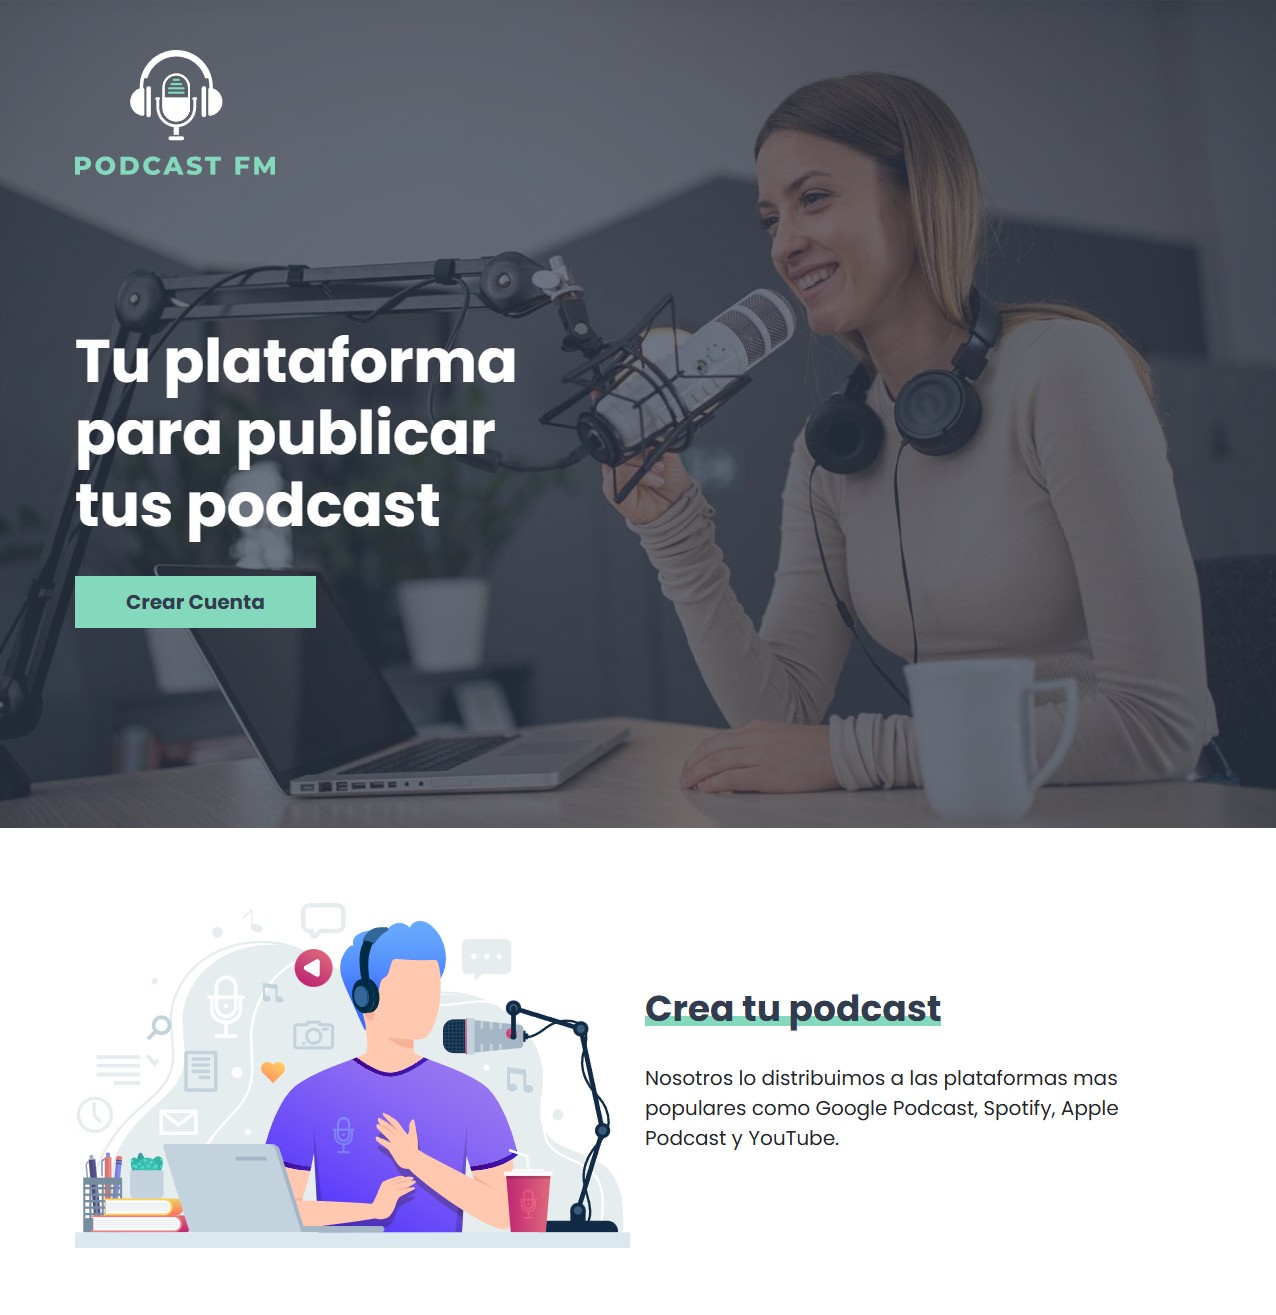 PODCAST FM
Tu plataforma
para publicar
tus podcast
Crear Cuenta
Crea tu podcast
Nosotros lo distribuimos a las plataformas mas
populares como Google Podcast, Spotify, Apple
Podcast y YouTube.